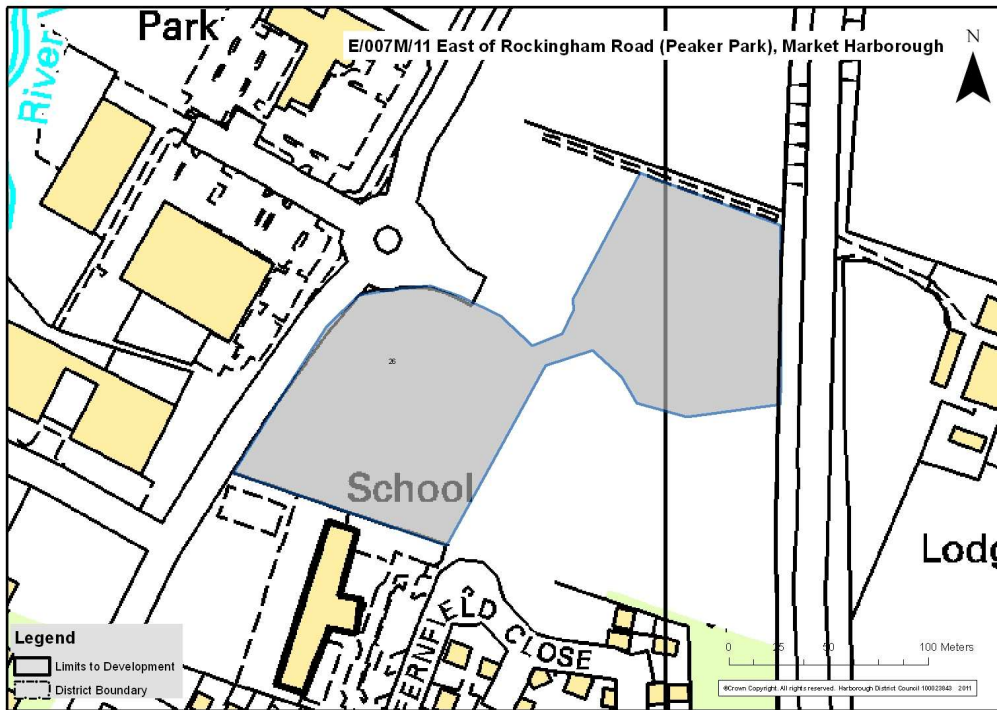 Park
E/007M/11 East of Rockingham Road (Peaker Park), Market Harborough
N
River
26
School
Lodg
FERNFIELD CLOSE
Legend
Limits to Development
District Boundary
0 25 50 100 Meters
©Crown Copyright. All rights reserved. Harborough District Council 100023843 2011